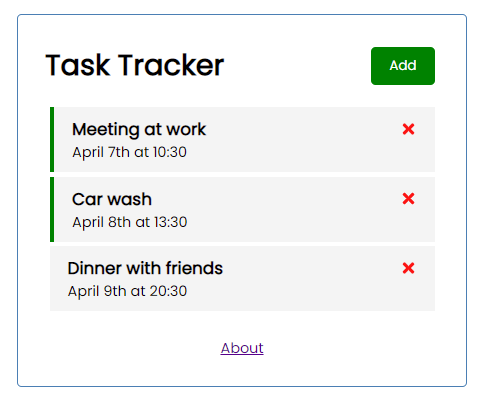 Task Tracker
Add
Meeting at work
April 7th at 10:30
Car wash
April 8th at 13:30
Dinner with friends
April 9th at 20:30
About